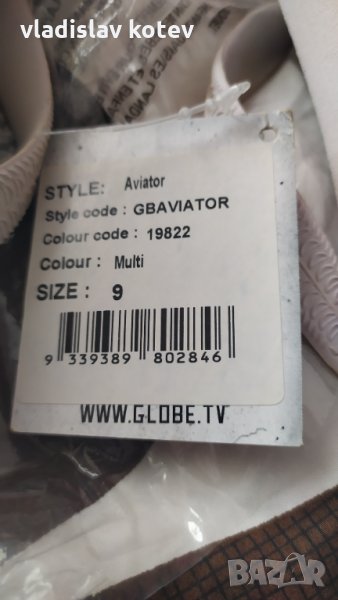 vladislav kotev
STYLE: Aviator
Style code : GBAVIATOR
Colour code : 19822
Colour : Multi
SIZE : 9
9 339389 802846
WWW.GLOBE.TV
BAZAR